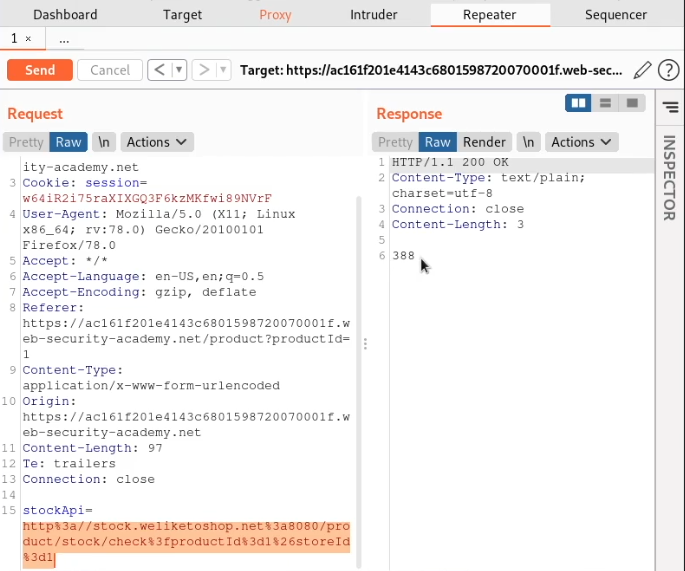 Dashboard Target Proxy Intruder Repeater Sequencer
1 × ...
Send Cancel < > Target: https://ac161f201e4143c6801598720070001f.web-sec... ?
Request
Pretty Raw \n Actions
ity-academy.net
3 Cookie: session=
w64iR2i75raXIXGQ3F6kzMKfwi89NVrF
4 User-Agent: Mozilla/5.0 (X11; Linux
x86_64; rv:78.0) Gecko/20100101
Firefox/78.0
5 Accept: */*
6 Accept-Language: en-US,en;q=0.5
7 Accept-Encoding: gzip, deflate
8 Referer:
https://ac161f201e4143c6801598720070001f.w
eb-security-academy.net/product?productId=
1
9 Content-Type:
application/x-www-form-urlencoded
10 Origin:
https://ac161f201e4143c6801598720070001f.w
eb-security-academy.net
11 Content-Length: 97
12 Te: trailers
13 Connection: close
14
15 stockApi=
http%3a//stock.weliketoshop.net%3a8080/pro
duct/stock/check%3fproductId%3d1%26storeId
%3d1
Response
Pretty Raw Render \n Actions
1 HTTP/1.1 200 OK
2 Content-Type: text/plain;
charset=utf-8
3 Connection: close
4 Content-Length: 3
5
6 388
INSPECTOR